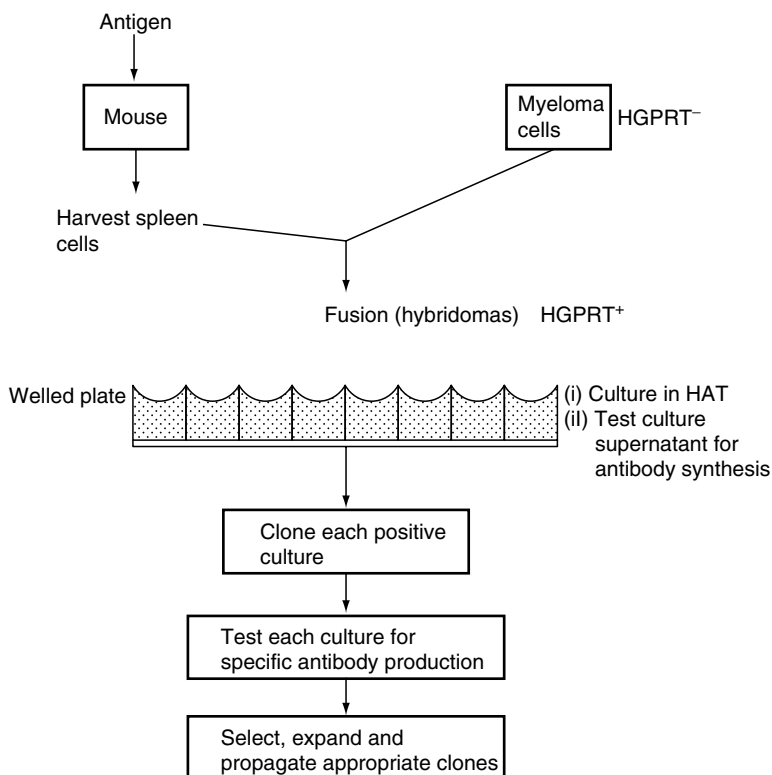 Antigen
Mouse
Myeloma
cells
HGPRT⁻
Harvest spleen
cells
Fusion (hybridomas) HGPRT⁺
Welled plate
(i) Culture in HAT
(iI) Test culture
supernatant for
antibody synthesis
Clone each positive
culture
Test each culture for
specific antibody production
Select, expand and
propagate appropriate clones